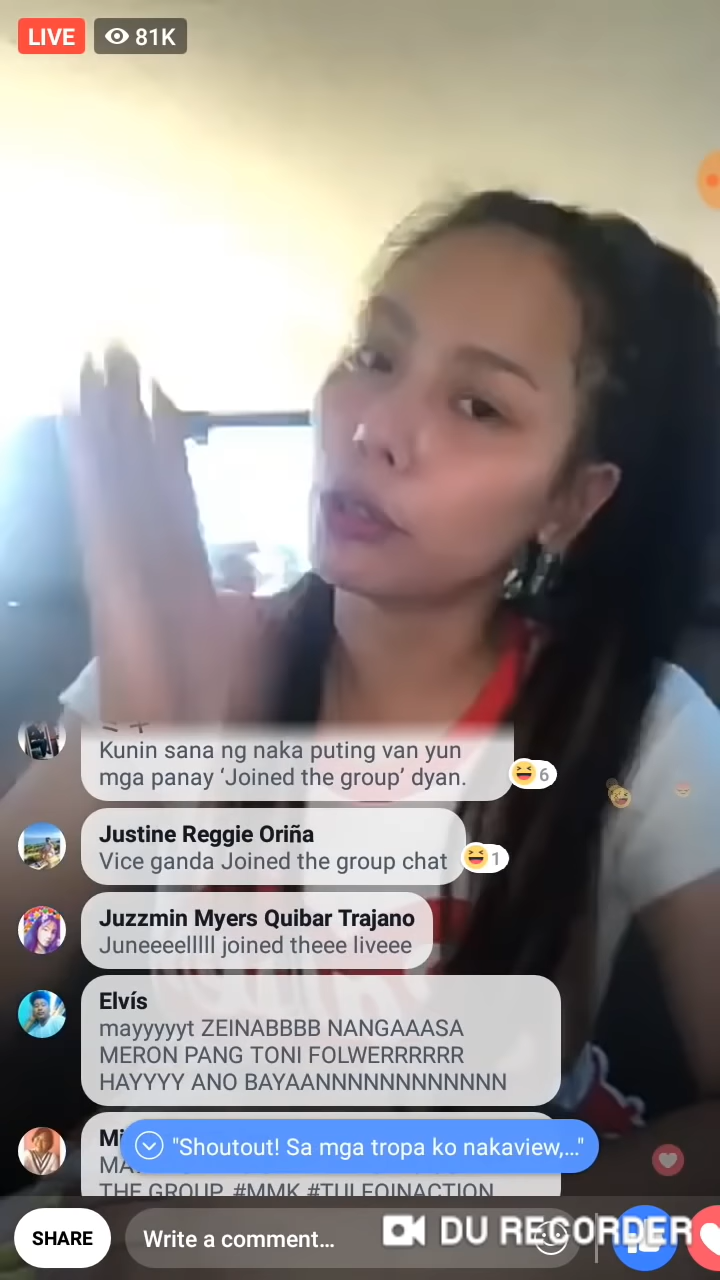 LIVE 81K
Kunin sana ng naka puting van yun
mga panay ‘Joined the group’ dyan.
6
Justine Reggie Oriña
Vice ganda Joined the group chat
1
Juzzmin Myers Quibar Trajano
Juneeeelllll joined theee liveee
Elvís
mayyyyyt ZEINABBBB NANGAAASA
MERON PANG TONI FOLWERRRRRR
HAYYYY ANO BAYAANNNNNNNNNNNN
"Shoutout! Sa mga tropa ko nakaview,..."
THE GROUP. #MMK #TULFOINACTION
SHARE Write a comment... DU RECORDER